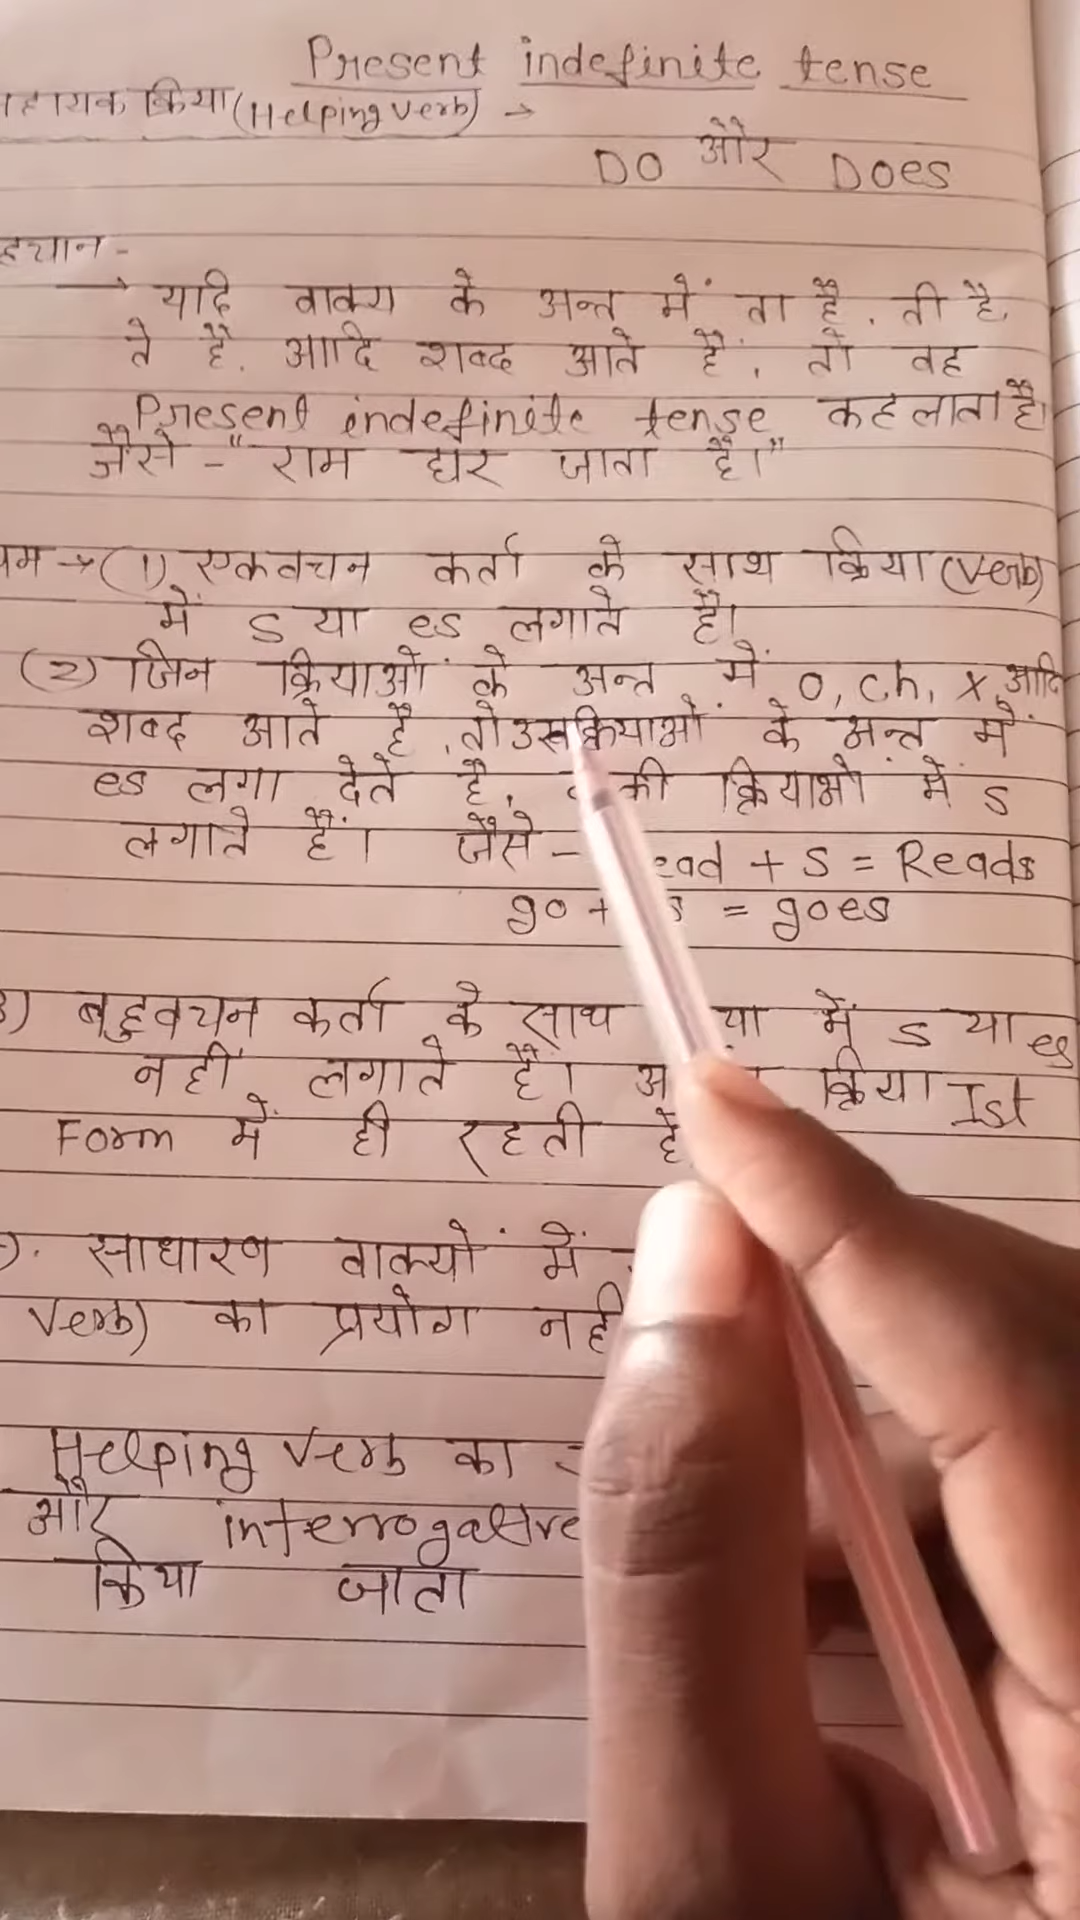 Present indefinite tense
हायक क्रिया (Helping verb) →
DO और Does
हचान -
→ यदि वाक्य के अन्त में ता है. ती है,
ते है. आदि शब्द आते हैं, तो वह
Present indefinite tense कहलाता है।
जैसे - "राम घर जाता है।"
यम → (1) एकवचन कर्ता के साथ क्रिया (verb)
में s या es लगाते है।
(2) जिन क्रियाओं के अन्त में o, ch, x आदि
शब्द आते है, तो उस क्रियाओं के अन्त में
es लगा देते है, की क्रियाओ में s
लगाते हैं। जैसे - ead + s = Reads
go + s = goes
3) बहुवचन कर्ता के साथ या में s या es
नहीं लगाते है। क्रिया Ist
Form में ही रहती है
साधारण वाक्यों में
verb) का प्रयोग नही
Helping verb का
और interrogative
किया जाता